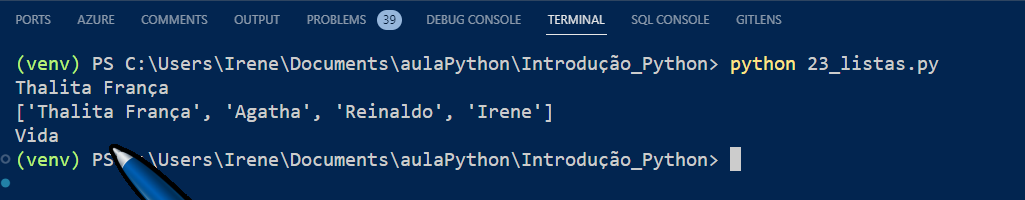 PORTS AZURE COMMENTS OUTPUT PROBLEMS 39 DEBUG CONSOLE TERMINAL SQL CONSOLE GITLENS
(venv) PS C:\Users\Irene\Documents\aulaPython\Introdução_Python> python 23_listas.py
Thalita França
['Thalita França', 'Agatha', 'Reinaldo', 'Irene']
Vida
(venv) PS :\Users\Irene\Documents\aulaPython\Introdução_Python>